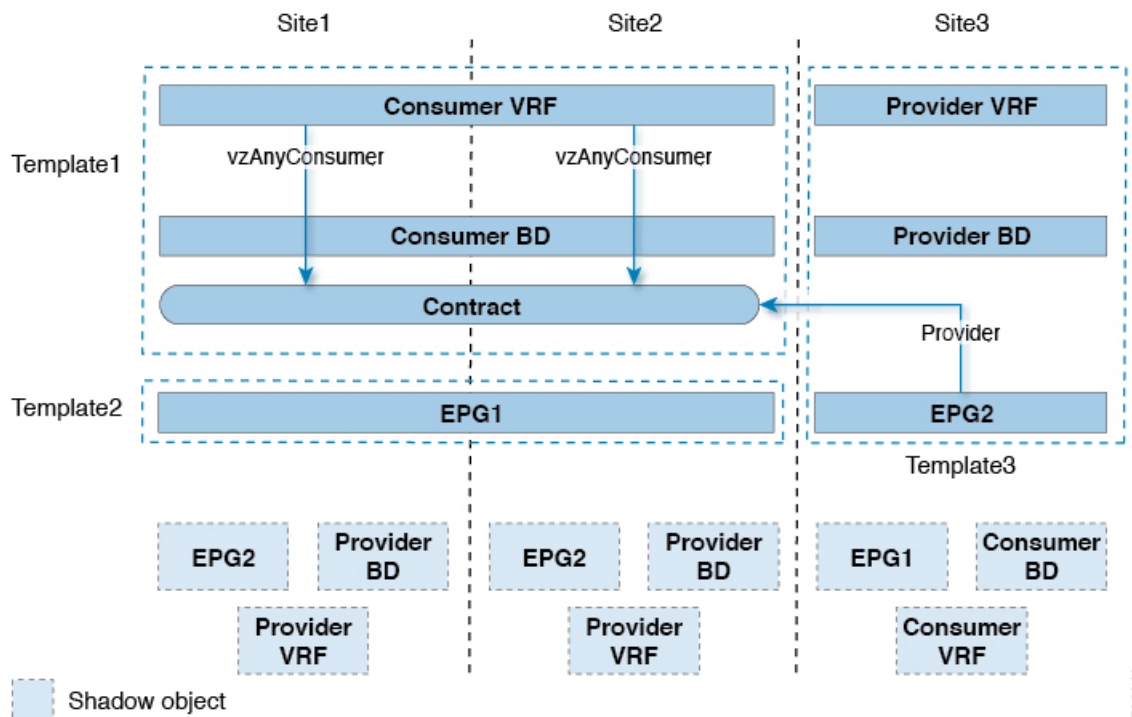 Site1
Site2
Site3
Consumer VRF
Provider VRF
vzAnyConsumer
vzAnyConsumer
Template1
Consumer BD
Provider BD
Contract
Provider
Template2
EPG1
EPG2
Template3
EPG2
Provider
BD
EPG2
Provider
BD
EPG1
Consumer
BD
Provider
VRF
Provider
VRF
Consumer
VRF
Shadow object